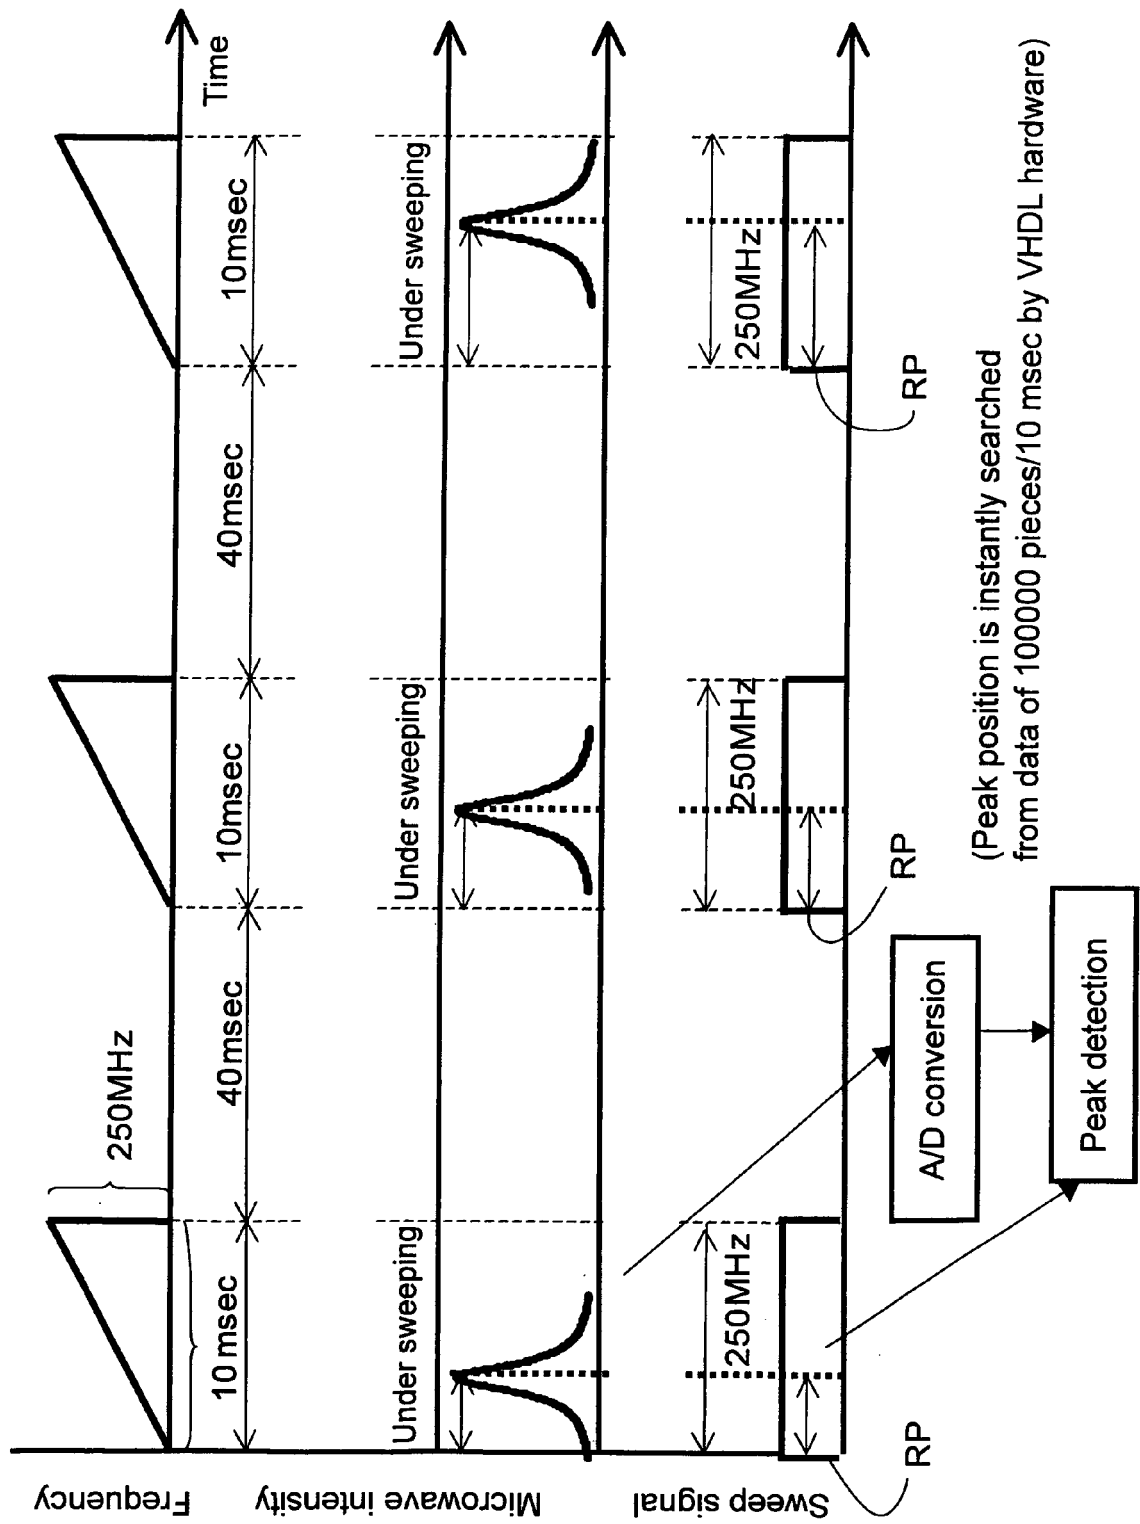 Frequency
250MHz
10msec
40msec
10msec
40msec
10msec
Time
Microwave intensity
Under sweeping
Under sweeping
Under sweeping
Sweep signal
250MHz
250MHz
250MHz
RP
RP
RP
A/D conversion
Peak detection
(Peak position is instantly searched
from data of 100000 pieces/10 msec by VHDL hardware)